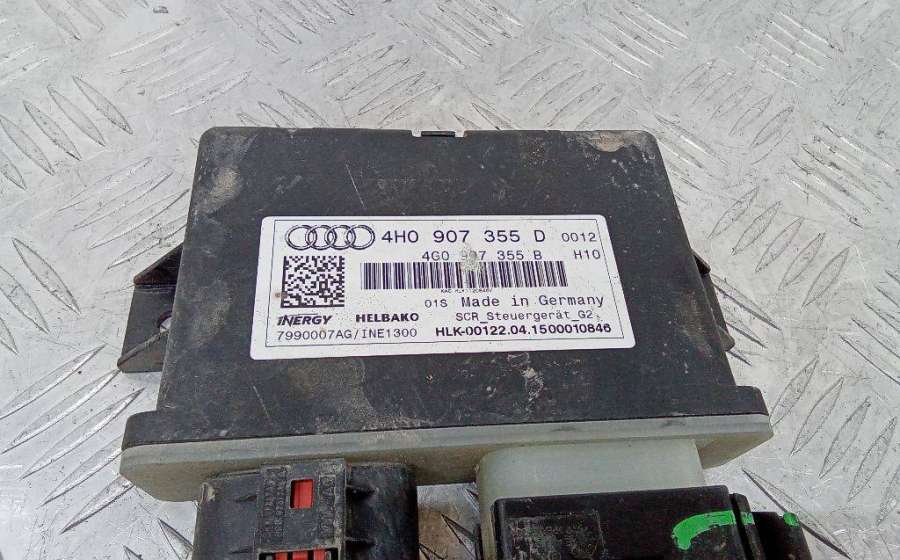 4H0 907 355 D 0012
4G0 907 355 B H10
01S Made in Germany
INERGY HELBAKO SCR_Steuergerät_G2
7990007AG/INE1300 HLK-00122.04.1500010846